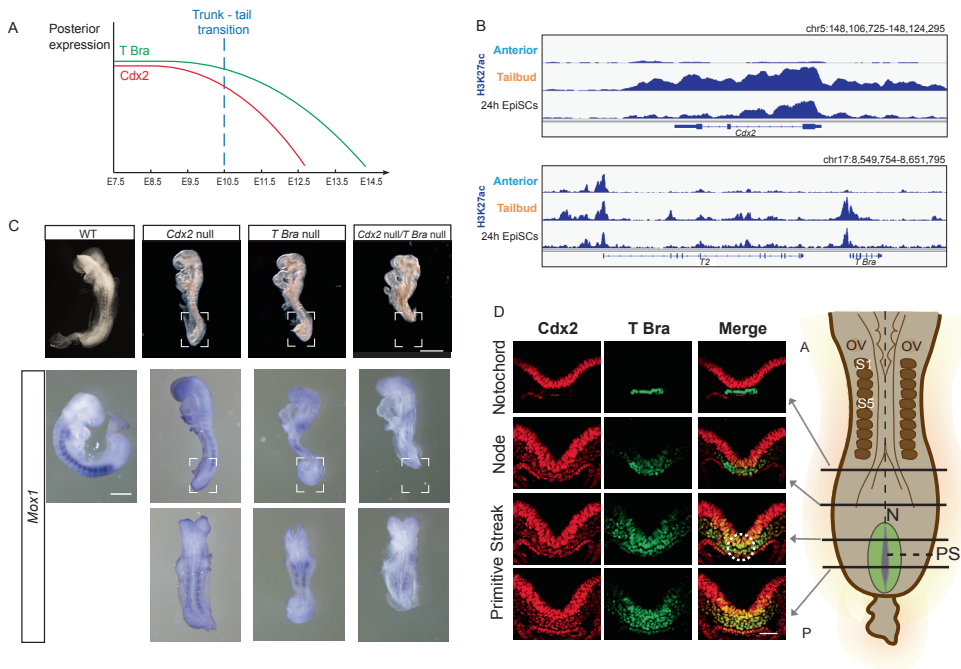 A
Posterior
expression
Trunk - tail
transition
T Bra
Cdx2
E7.5 E8.5 E9.5 E10.5 E11.5 E12.5 E13.5 E14.5
B
chr5:148,106,725-148,124,295
H3K27ac
Anterior
Tailbud
24h EpiSCs
Cdx2
chr17:8,549,754-8,651,795
H3K27ac
Anterior
Tailbud
24h EpiSCs
T2 T Bra
C
WT Cdx2 null T Bra null Cdx2 null/T Bra null
Mox1
D
Cdx2 T Bra Merge
Notochord
Node
Primitive Streak
A
OV OV
S1
S5
N
PS
P